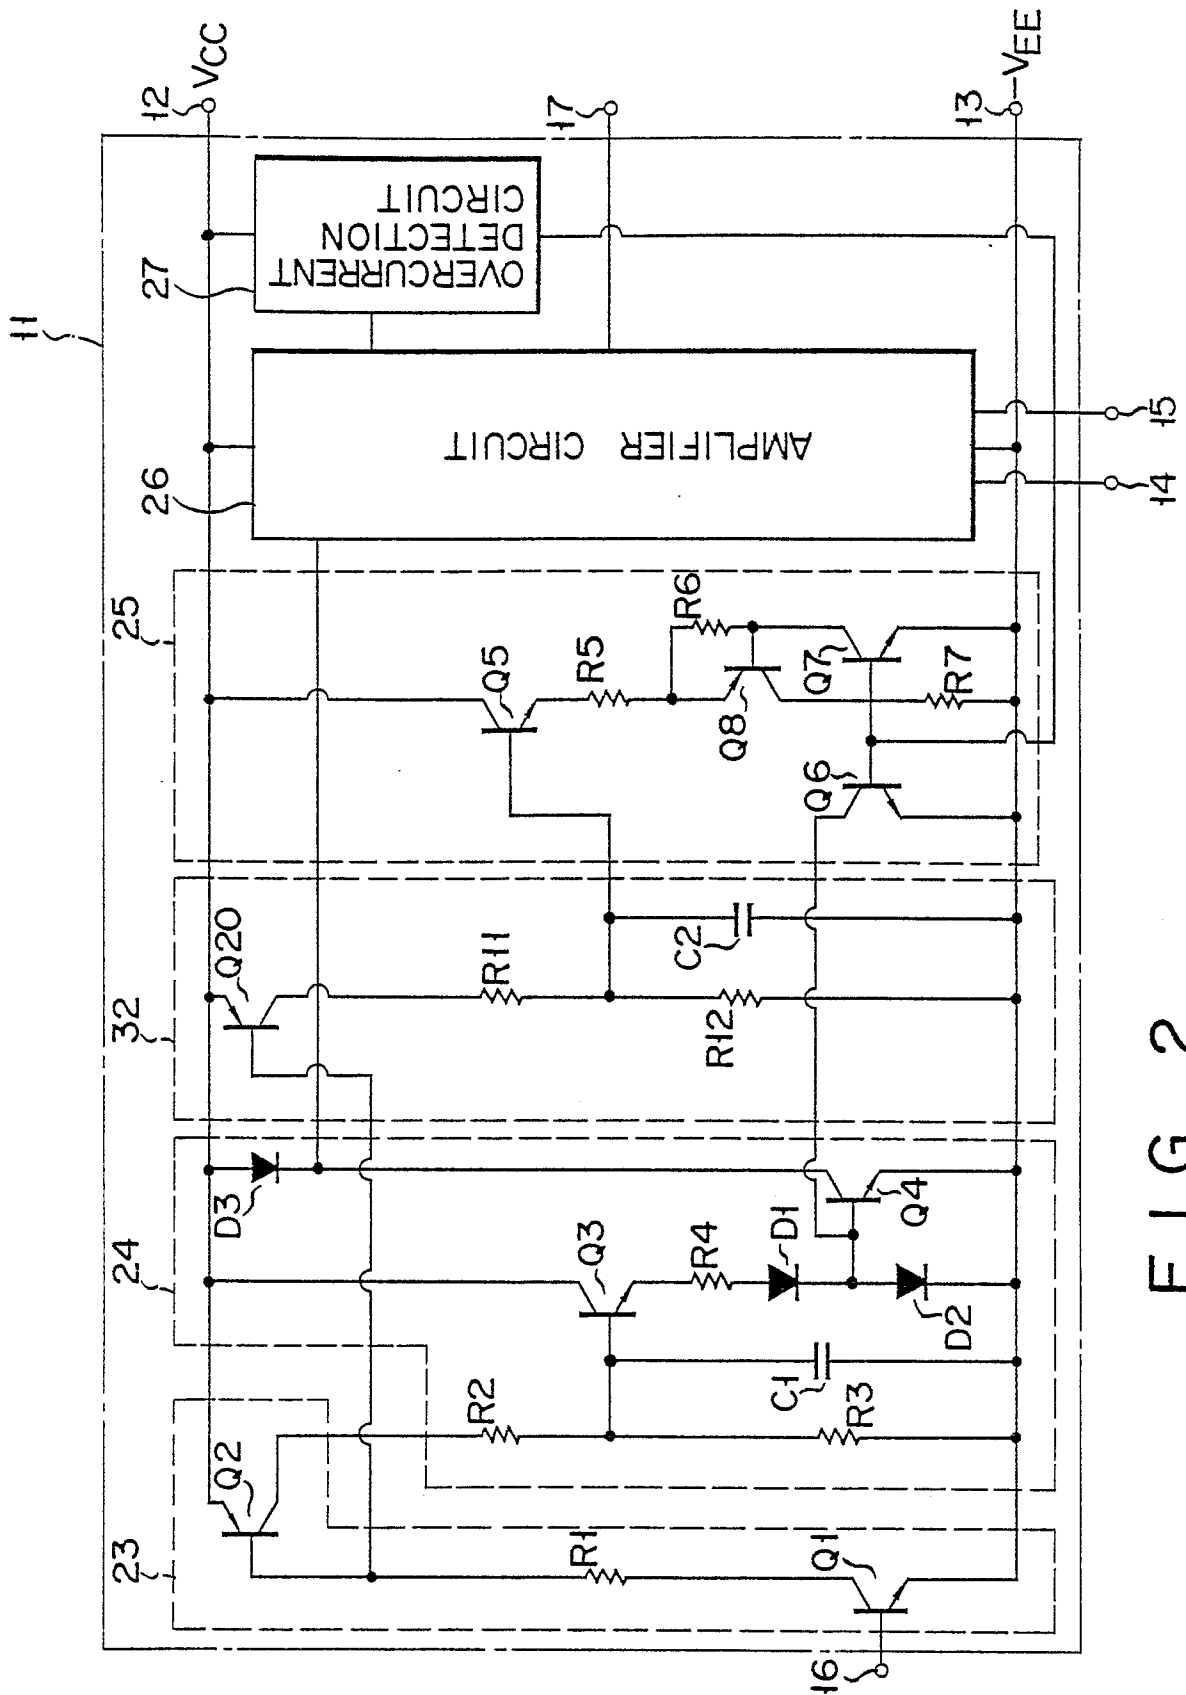 11
12
VCC
17
13
-VEE
27
OVERCURRENT
DETECTION
CIRCUIT
26
AMPLIFIER CIRCUIT
15
14
25
Q5
R5
R6
Q8
Q7
R7
Q6
32
Q20
R11
C2
R12
24
D3
Q3
R4
D1
Q4
D2
R2
C1
R3
23
Q2
R1
Q1
16
FIG 2